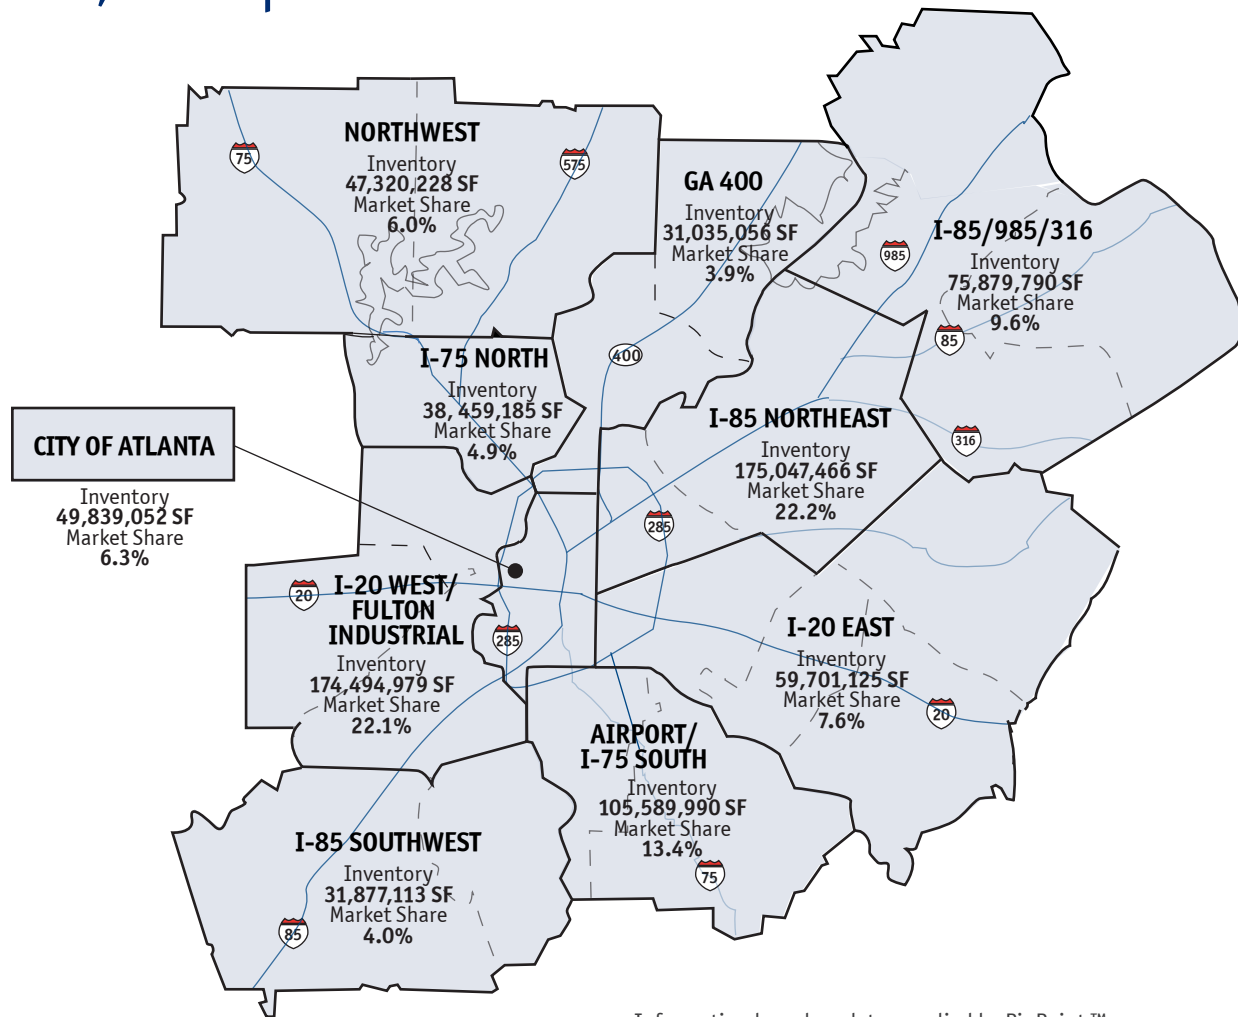 NORTHWEST
Inventory
47,320,228 SF
Market Share
6.0%
75
575
GA 400
Inventory
31,035,056 SF
Market Share
3.9%
400
I-85/985/316
Inventory
75,879,790 SF
Market Share
9.6%
985
85
316
I-75 NORTH
Inventory
38, 459,185 SF
Market Share
4.9%
I-85 NORTHEAST
Inventory
175,047,466 SF
Market Share
22.2%
285
CITY OF ATLANTA
Inventory
49,839,052 SF
Market Share
6.3%
20
I-20 WEST/
FULTON
INDUSTRIAL
Inventory
174,494,979 SF
Market Share
22.1%
285
I-20 EAST
Inventory
59,701,125 SF
Market Share
7.6%
20
AIRPORT/
I-75 SOUTH
Inventory
105,589,990 SF
Market Share
13.4%
75
I-85 SOUTHWEST
Inventory
31,877,113 SF
Market Share
4.0%
85